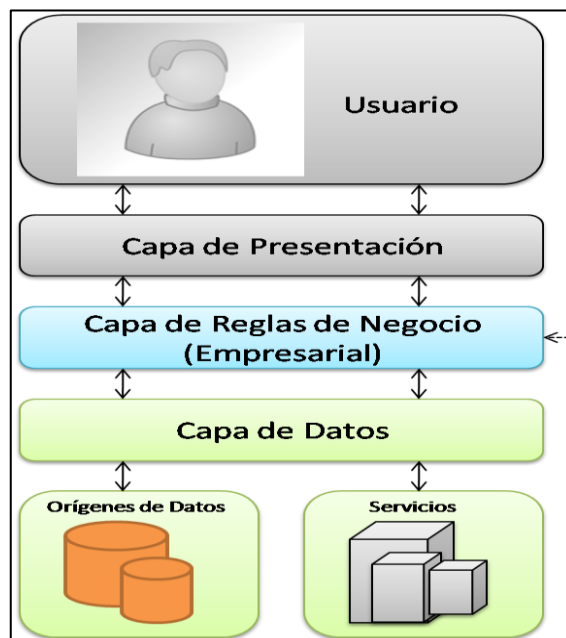 Usuario
Capa de Presentación
Capa de Reglas de Negocio
(Empresarial)
Capa de Datos
Orígenes de Datos
Servicios